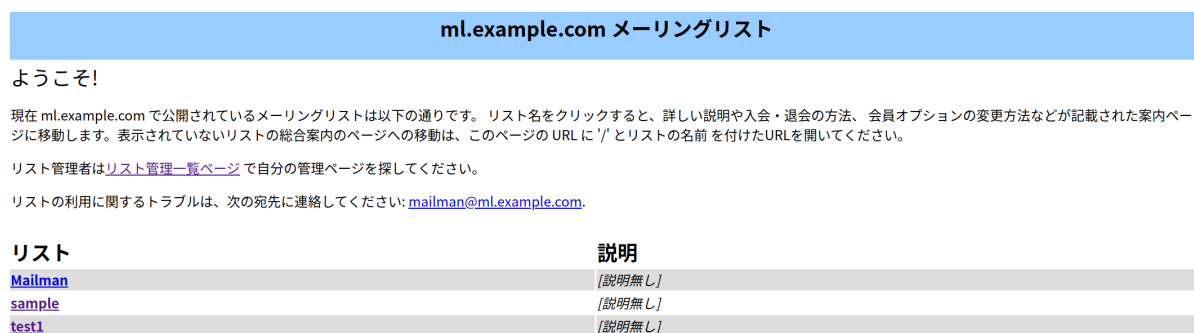 ml.example.com メーリングリスト
ようこそ!
現在 ml.example.com で公開されているメーリングリストは以下の通りです。 リスト名をクリックすると、詳しい説明や入会・退会の方法、 会員オプションの変更方法などが記載された案内ペー
ジに移動します。表示されていないリストの総合案内のページへの移動は、このページの URL に '/' とリストの名前 を付けたURLを開いてください。
リスト管理者はリスト管理一覧ページ で自分の管理ページを探してください。
リストの利用に関するトラブルは、次の宛先に連絡してください: mailman@ml.example.com.
リスト 説明
Mailman [説明無し]
sample [説明無し]
test1 [説明無し]